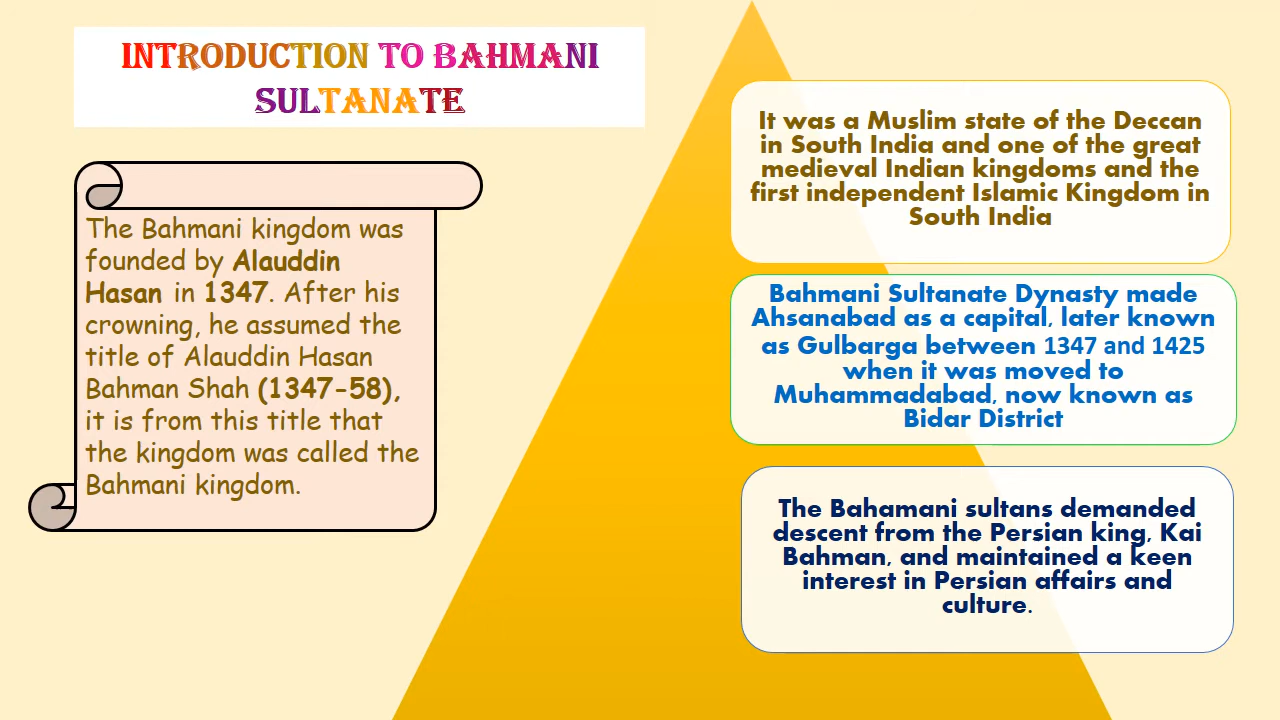 INTRODUCTION TO BAHMANI
SULTANATE
The Bahmani kingdom was
founded by Alauddin
Hasan in 1347. After his
crowning, he assumed the
title of Alauddin Hasan
Bahman Shah (1347-58),
it is from this title that
the kingdom was called the
Bahmani kingdom.
It was a Muslim state of the Deccan
in South India and one of the great
medieval Indian kingdoms and the
first independent Islamic Kingdom in
South India
Bahmani Sultanate Dynasty made
Ahsanabad as a capital, later known
as Gulbarga between 1347 and 1425
when it was moved to
Muhammadabad, now known as
Bidar District
The Bahamani sultans demanded
descent from the Persian king, Kai
Bahman, and maintained a keen
interest in Persian affairs and
culture.